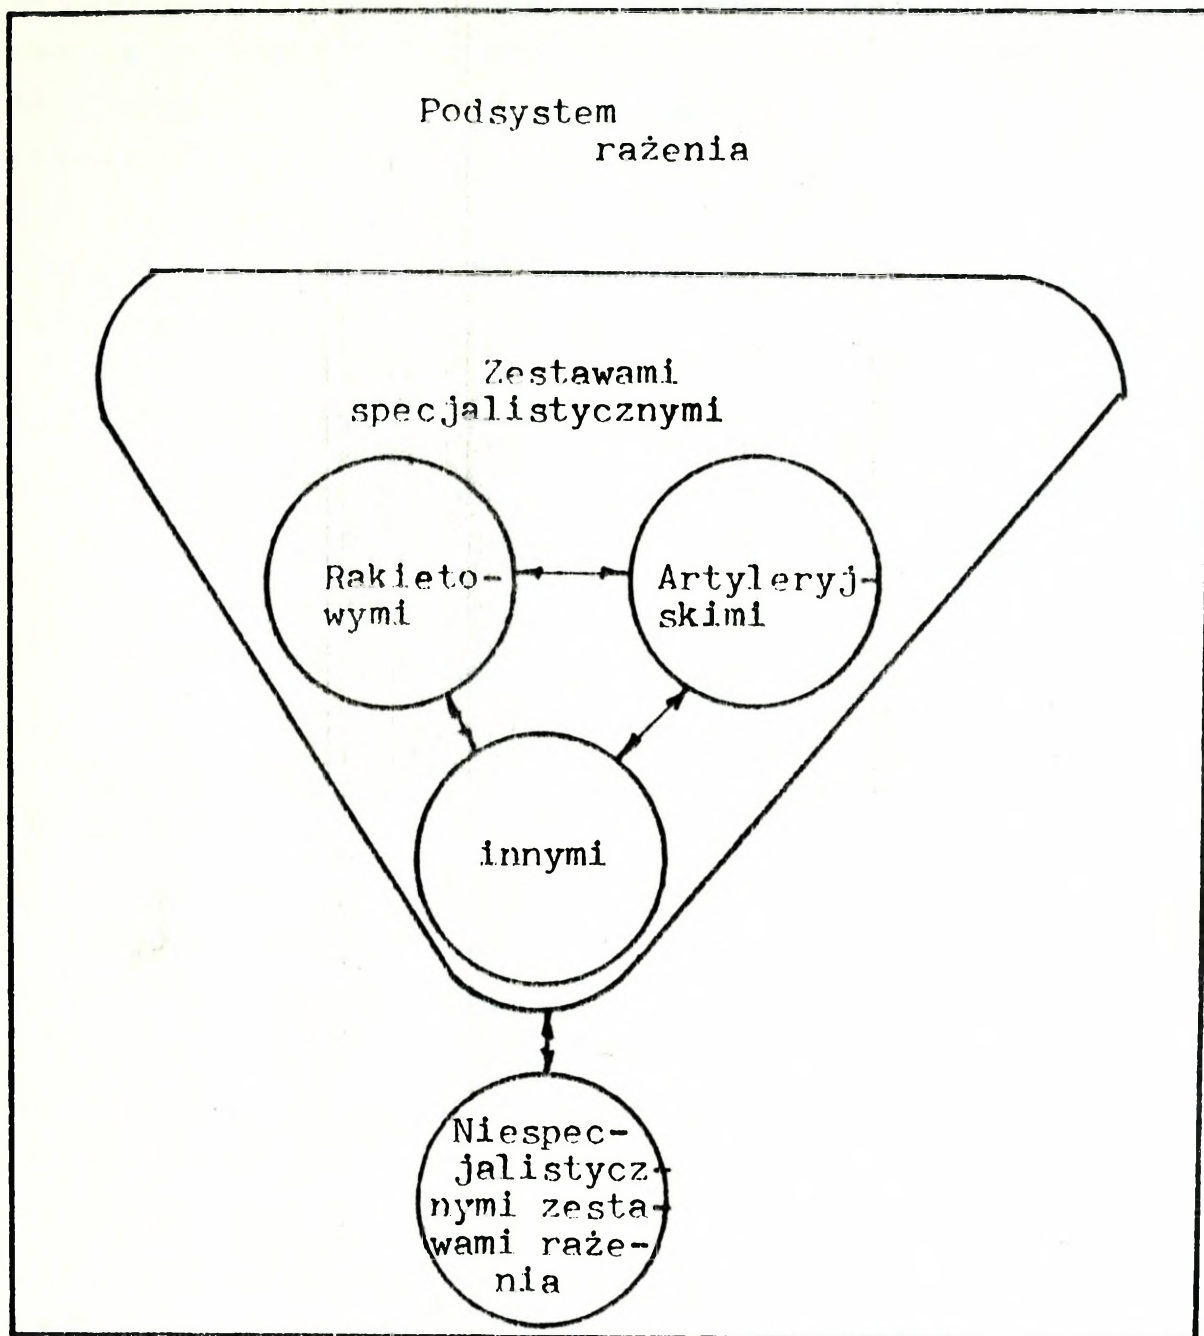 Podsystem
rażenia
Zestawami
specjalistycznymi
Rakieto-
wymi
Artyleryj-
skimi
innymi
Niespec-
jalistycz-
nymi zesta-
wami raże-
nia